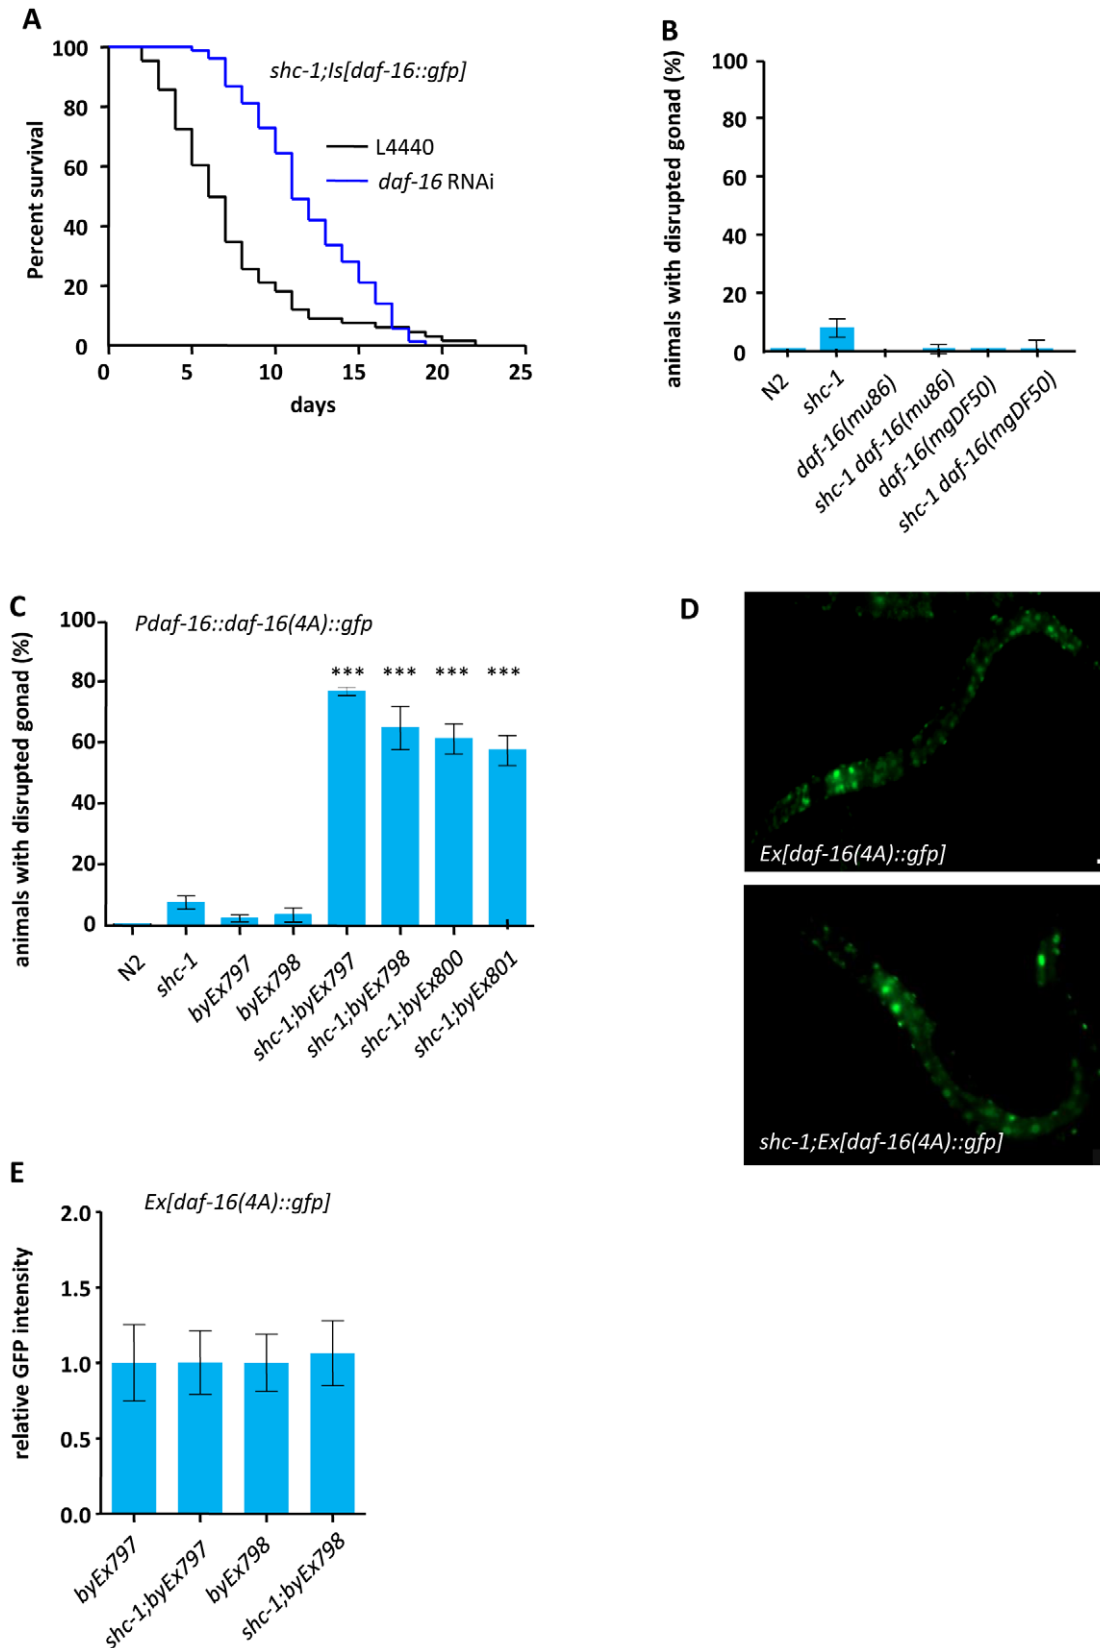 A
Percent survival
100
80
60
40
20
0
shc-1;Is[daf-16::gfp]
L4440
daf-16 RNAi
0 5 10 15 20 25
days
B
animals with disrupted gonad (%)
100
80
60
40
20
0
N2
shc-1
daf-16(mu86)
shc-1 daf-16(mu86)
daf-16(mgDF50)
shc-1 daf-16(mgDF50)
C
animals with disrupted gonad (%)
100
80
60
40
20
0
Pdaf-16::daf-16(4A)::gfp
*** *** *** ***
N2
shc-1
byEx797
byEx798
shc-1;byEx797
shc-1;byEx798
shc-1;byEx800
shc-1;byEx801
D
Ex[daf-16(4A)::gfp]
shc-1;Ex[daf-16(4A)::gfp]
E
relative GFP intensity
2.0
1.5
1.0
0.5
0.0
Ex[daf-16(4A)::gfp]
byEx797
shc-1;byEx797
byEx798
shc-1;byEx798